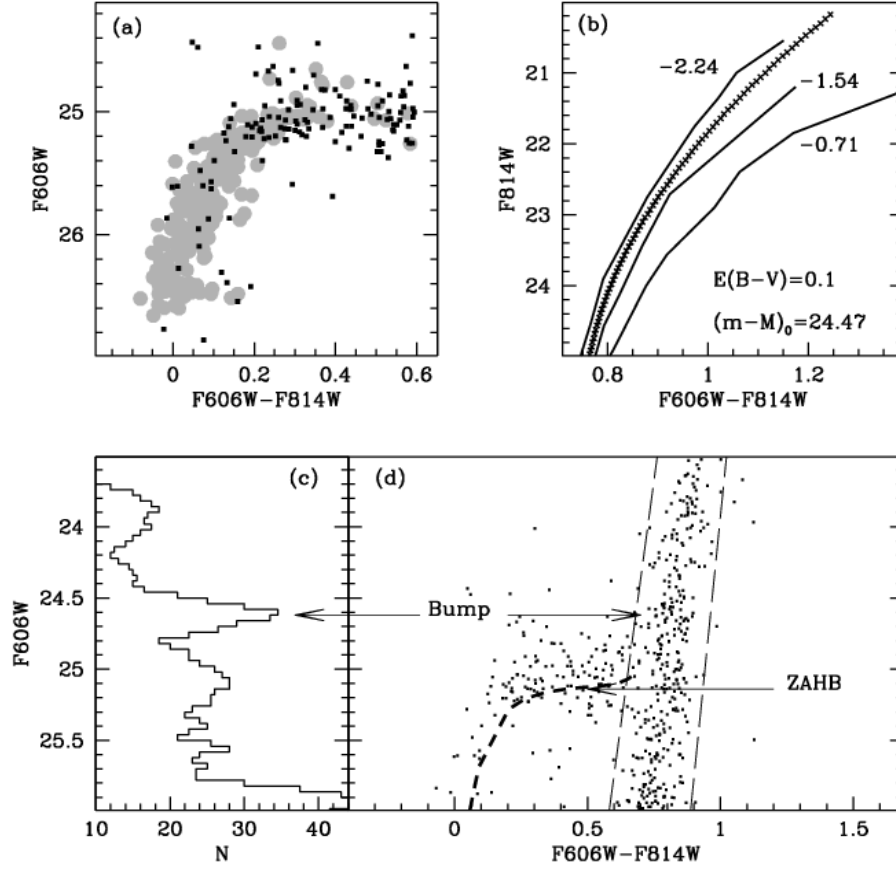 (a)
F606W
25
26
0
0.2
0.4
0.6
F606W−F814W
(b)
F814W
21
22
23
24
−2.24
−1.54
−0.71
E(B−V)=0.1
(m−M)₀=24.47
0.8
1
1.2
F606W−F814W
(c)
F606W
24
24.5
25
25.5
10
20
30
40
N
(d)
Bump
ZAHB
0
0.5
1
1.5
F606W−F814W